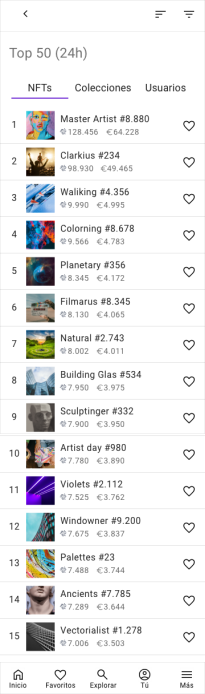 Top 50 (24h)
NFTs Colecciones Usuarios
1 Master Artist #8.880
128.456 €64.228
2 Clarkius #234
98.930 €49.465
3 Waliking #4.356
9.990 €4.995
4 Colorning #8.678
9.566 €4.783
5 Planetary #356
8.345 €4.172
6 Filmarus #8.345
8.130 €4.065
7 Natural #2.743
8.002 €4.011
8 Building Glas #534
7.950 €3.975
9 Sculptinger #332
7.900 €3.950
10 Artist day #980
7.780 €3.890
11 Violets #2.112
7.525 €3.762
12 Windowner #9.200
7.675 €3.837
13 Palettes #23
7.488 €3.744
14 Ancients #7.785
7.289 €3.644
15 Vectorialist #1.278
7.006 €3.503
Inicio Favoritos Explorar Tú Más